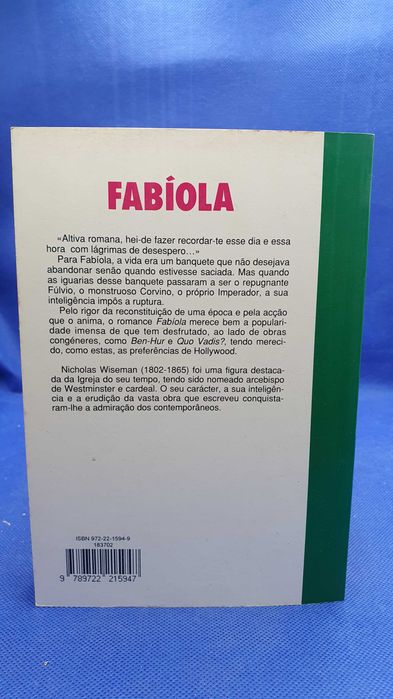 FABÍOLA
«Altiva romana, hei-de fazer recordar-te esse dia e essa
hora com lágrimas de desespero...»
Para Fabíola, a vida era um banquete que não desejava
abandonar senão quando estivesse saciada. Mas quando
as iguarias desse banquete passaram a ser o repugnante
Fúlvio, o monstruoso Corvino, o próprio Imperador, a sua
inteligência impôs a ruptura.
Pelo rigor da reconstituição de uma época e pela acção
que o anima, o romance Fabíola merece bem a populari-
dade imensa de que tem desfrutado, ao lado de obras
congéneres, como Ben-Hur e Quo Vadis?, tendo mereci-
do, como estas, as preferências de Hollywood.
Nicholas Wiseman (1802-1865) foi uma figura destaca-
da da Igreja do seu tempo, tendo sido nomeado arcebispo
de Westminster e cardeal. O seu carácter, a sua inteligên-
cia e a erudição da vasta obra que escreveu conquista-
ram-lhe a admiração dos contemporâneos.
ISBN 972-22-1594-9
183702
9 789722 215947